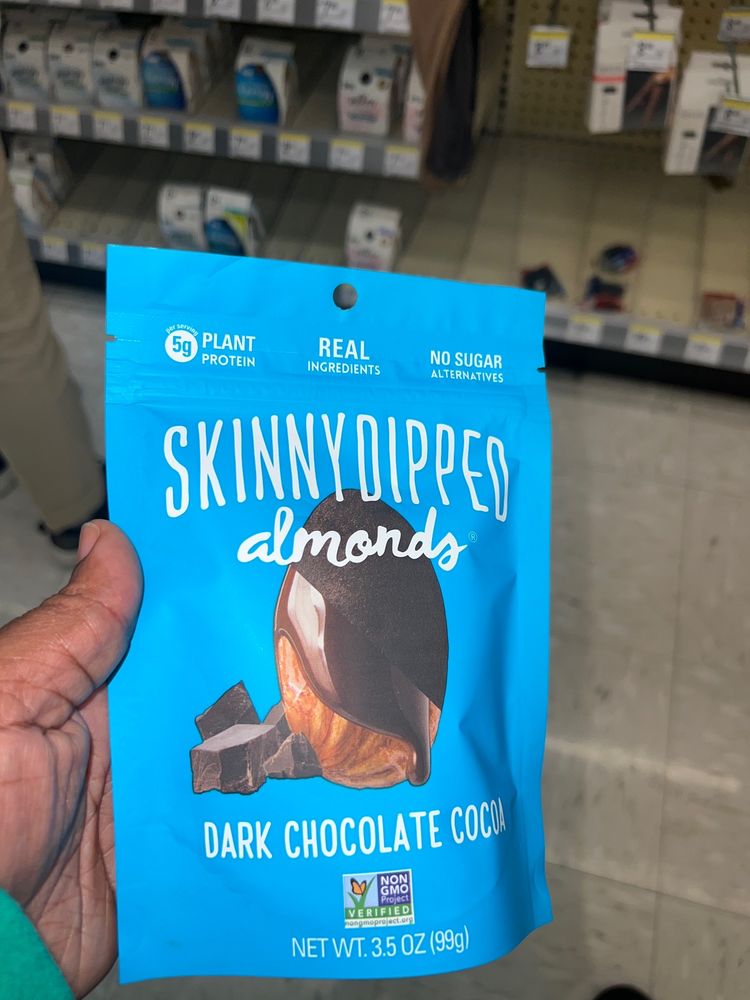 per serving
5g
PLANT
PROTEIN
REAL
INGREDIENTS
NO SUGAR
ALTERNATIVES
SKINNYDIPPED
almonds®
DARK CHOCOLATE COCOA
NON
GMO
Project
VERIFIED
nongmoproject.org
NET WT. 3.5 OZ (99g)